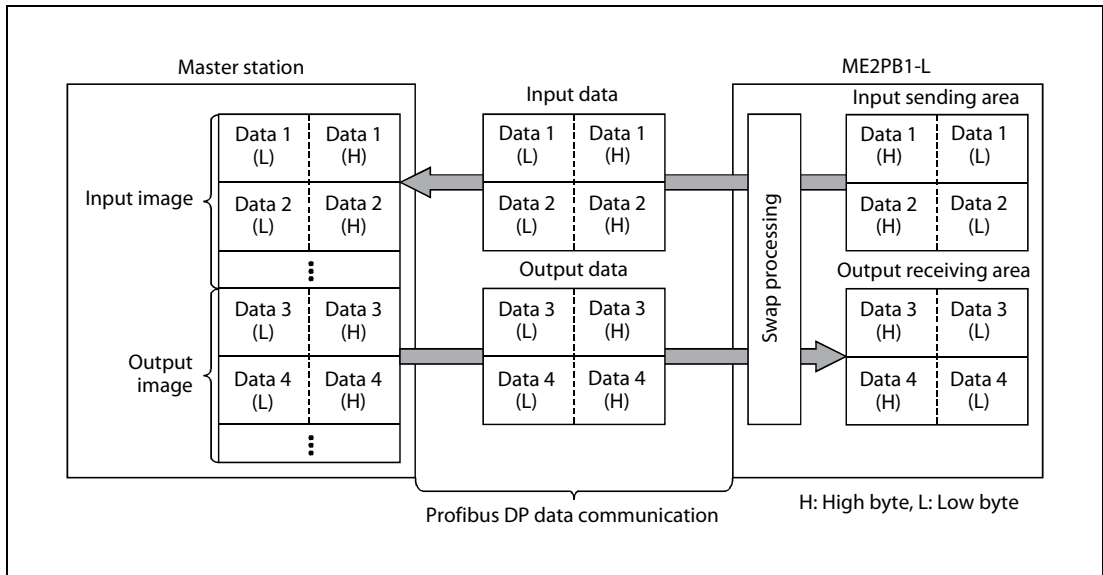 Master station
ME2PB1-L
Input data
Input sending area
Data 1 (L)
Data 1 (H)
Data 1 (L)
Data 1 (H)
Data 1 (H)
Data 1 (L)
Input image
Data 2 (L)
Data 2 (H)
Data 2 (L)
Data 2 (H)
Data 2 (H)
Data 2 (L)
Swap processing
Output data
Output receiving area
Data 3 (L)
Data 3 (H)
Data 3 (L)
Data 3 (H)
Data 3 (H)
Data 3 (L)
Output image
Data 4 (L)
Data 4 (H)
Data 4 (L)
Data 4 (H)
Data 4 (H)
Data 4 (L)
Profibus DP data communication
H: High byte, L: Low byte